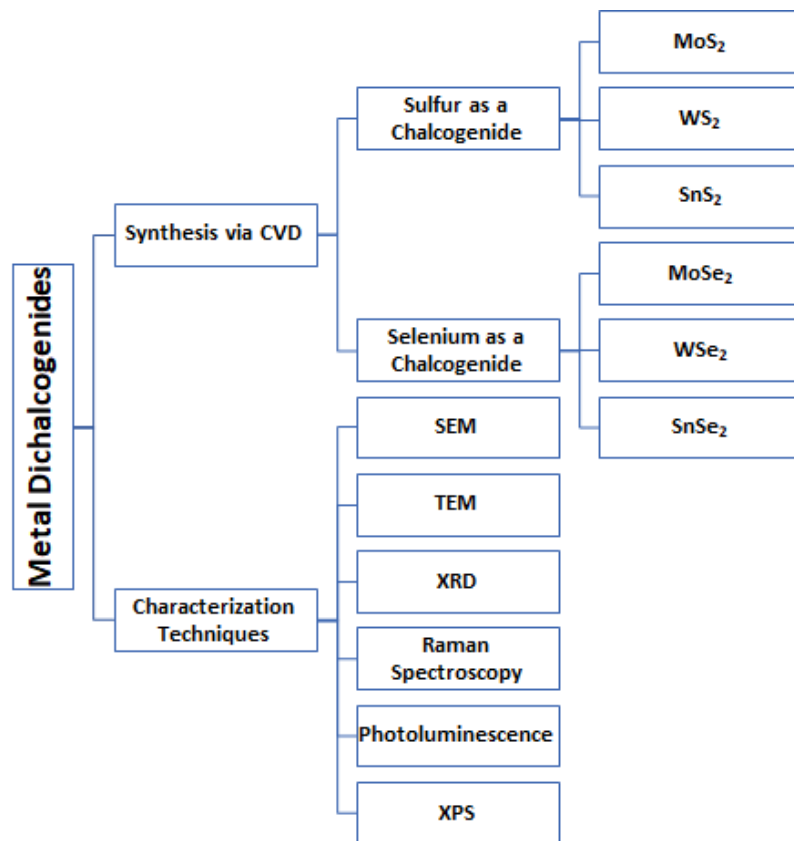 Metal Dichalcogenides
Synthesis via CVD
Sulfur as a
Chalcogenide
MoS₂
WS₂
SnS₂
Selenium as a
Chalcogenide
MoSe₂
WSe₂
SnSe₂
Characterization
Techniques
SEM
TEM
XRD
Raman
Spectroscopy
Photoluminescence
XPS